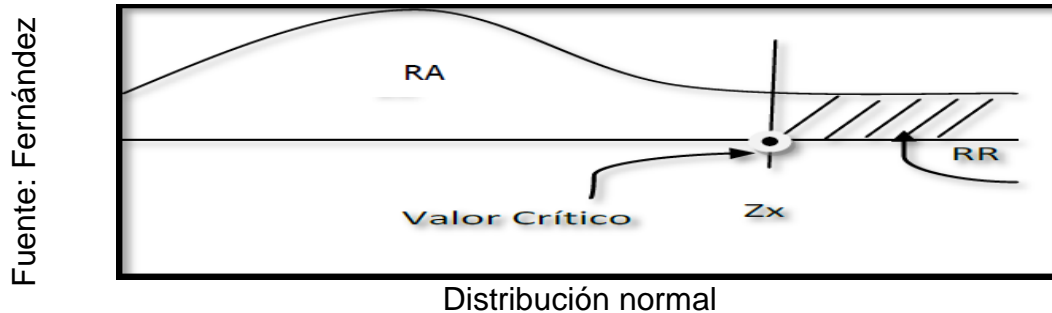 Fuente: Fernández
RA
RR
Valor Crítico
Zx
Distribución normal